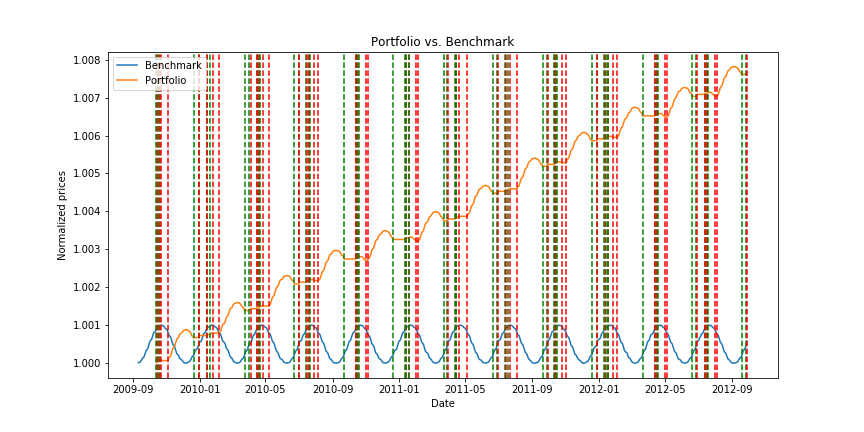 Portfolio vs. Benchmark
Benchmark
Portfolio
1.008
1.007
1.006
1.005
1.004
1.003
1.002
1.001
1.000
Normalized prices
2009-09 2010-01 2010-05 2010-09 2011-01 2011-05 2011-09 2012-01 2012-05 2012-09
Date